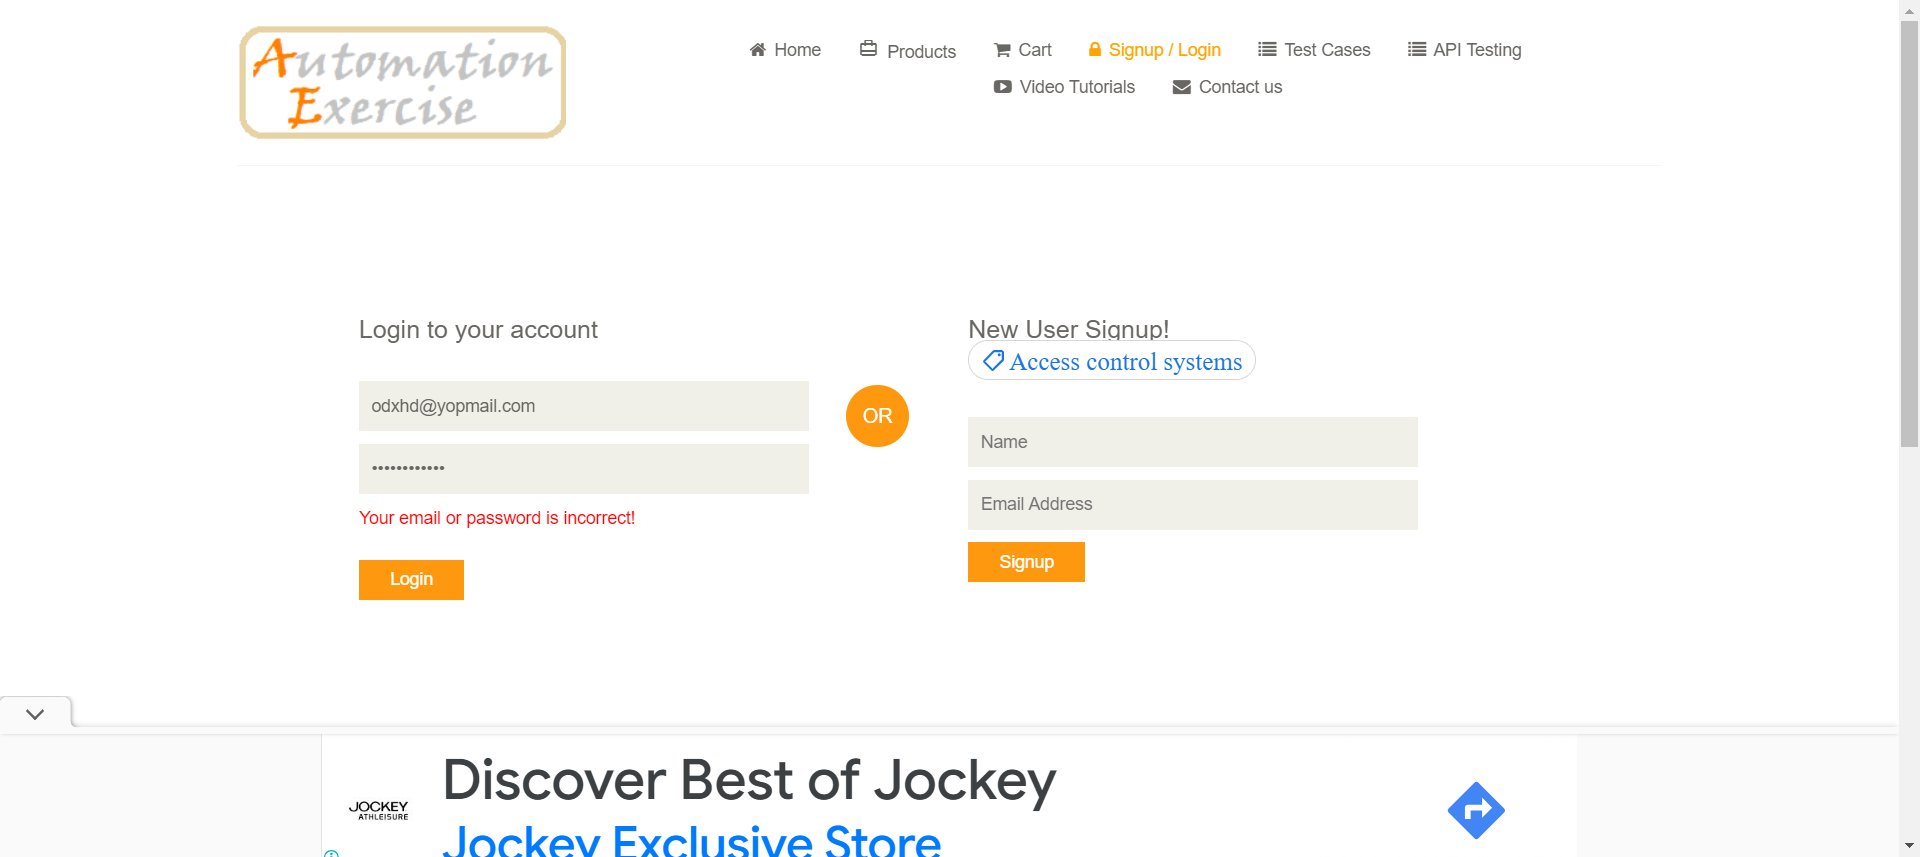 Automation
Exercise
Home
Products
Cart
Signup / Login
Test Cases
API Testing
Video Tutorials
Contact us
Login to your account
odxhd@yopmail.com
••••••••••••
Your email or password is incorrect!
Login
OR
New User Signup!
Access control systems
Name
Email Address
Signup
JOCKEY
ATHLEISURE
Discover Best of Jockey
Jockey Exclusive Store